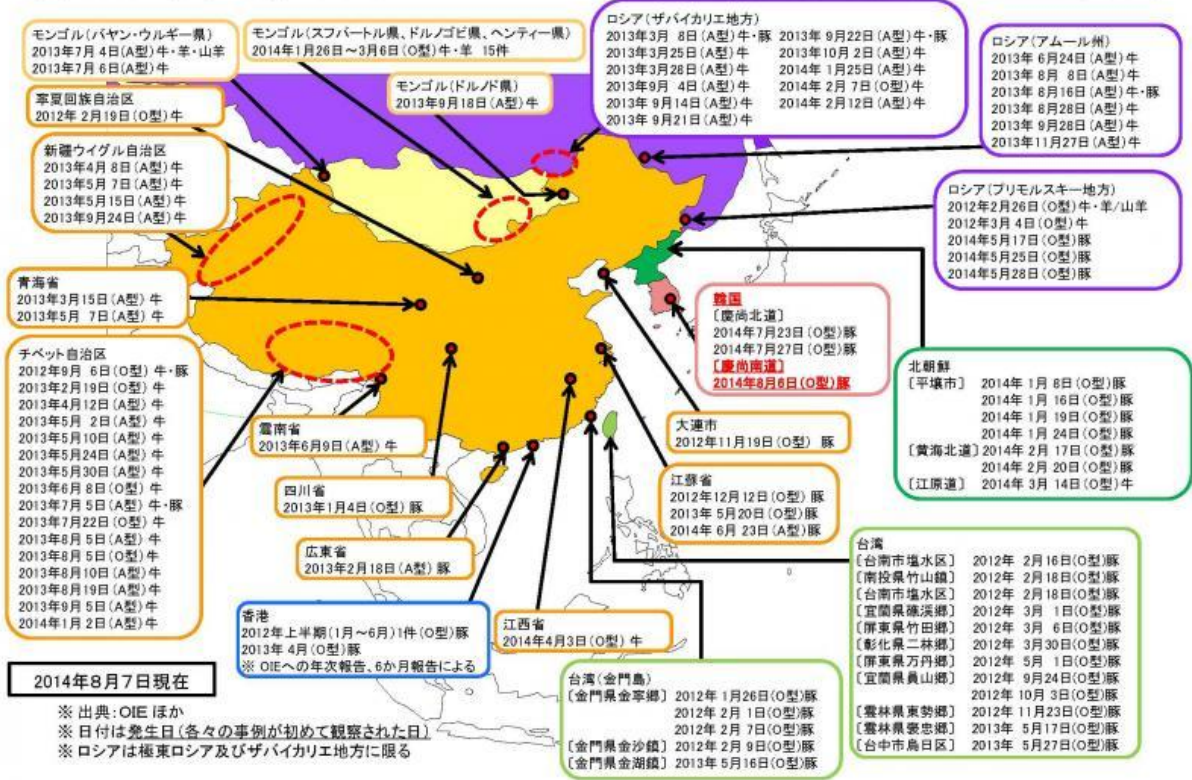 モンゴル(バヤン・ウルギー県)
2013年7月 4日(A型)牛・羊・山羊
2013年7月 6日(A型)牛
モンゴル(スフバートル県、ドルノゴビ県、ヘンティー県)
2014年1月26日～3月6日(O型)牛・羊 15件
モンゴル(ドルノド県)
2013年9月18日(A型)牛
ロシア(ザバイカリエ地方)
2013年3月 8日(A型)牛・豚 2013年9月22日(A型)牛・豚
2013年3月25日(A型)牛 2013年10月2日(A型)牛
2013年3月28日(A型)牛 2014年 1月25日(A型)牛
2013年9月 4日(A型)牛 2014年 2月 7日(O型)牛
2013年 9月14日(A型)牛 2014年 2月12日(A型)牛
2013年 9月21日(A型)牛
ロシア(アムール州)
2013年 6月24日(A型)牛
2013年 8月 8日(A型)牛
2013年 8月16日(A型)牛・豚
2013年 8月28日(A型)牛
2013年 9月28日(A型)牛
2013年11月27日(A型)牛
寧夏回族自治区
2012年 2月19日(O型)牛
新疆ウイグル自治区
2013年4月 8日(A型)牛
2013年5月 7日(A型)牛
2013年5月15日(A型)牛
2013年9月24日(A型)牛
ロシア(プリモルスキー地方)
2012年2月26日(O型)牛・羊/山羊
2012年3月 4日(O型)牛
2014年5月17日(O型)豚
2014年5月25日(O型)豚
2014年5月28日(O型)豚
青海省
2013年3月15日(A型) 牛
2013年5月 7日(A型) 牛
韓国
[慶尚北道]
2014年7月23日(O型)豚
2014年7月27日(O型)豚
[慶尚南道]
2014年8月6日(O型)豚
チベット自治区
2012年9月 6日(O型) 牛・豚
2013年2月19日(O型) 牛
2013年4月12日(A型) 牛
2013年5月 2日(A型) 牛
2013年5月10日(A型) 牛
2013年5月24日(A型) 牛
2013年5月30日(A型) 牛
2013年6月 8日(O型) 牛
2013年7月 5日(A型) 牛・豚
2013年7月22日(O型) 牛
2013年8月 5日(A型) 牛
2013年8月 5日(O型) 牛
2013年8月10日(A型) 牛
2013年8月19日(A型) 牛
2013年9月 5日(A型) 牛
2014年1月 2日(A型) 牛
北朝鮮
[平壌市] 2014年 1月 8日(O型)豚
2014年 1月 16日(O型)豚
2014年 1月 19日(O型)豚
2014年 1月 24日(O型)豚
[黄海北道] 2014年 2月 17日(O型)豚
2014年 2月 20日(O型)豚
[江原道] 2014年 3月 14日(O型)牛
雲南省
2013年6月9日(A型) 牛
大連市
2012年11月19日(O型) 豚
四川省
2013年1月4日(O型) 豚
江蘇省
2012年12月12日(O型) 豚
2013年 5月20日(O型) 豚
2014年 6月 23日(A型)豚
広東省
2013年2月18日(A型) 豚
香港
2012年上半期(1月～6月)1件(O型)豚
2013年 4月(O型)豚
※ OIEへの年次報告、6か月報告による
江西省
2014年4月3日(O型) 牛
台湾
[台南市塩水区] 2012年 2月16日(O型)豚
[南投県竹山鎮] 2012年 2月18日(O型)豚
[台南市塩水区] 2012年 2月18日(O型)豚
[宜蘭県礁渓郷] 2012年 3月 1日(O型)豚
[屏東県竹田郷] 2012年 3月 6日(O型)豚
[彰化県二林郷] 2012年 3月30日(O型)豚
[屏東県万丹郷] 2012年 5月 1日(O型)豚
[宜蘭県員山郷] 2012年 9月24日(O型)豚
2012年 10月 3日(O型)豚
[雲林県東勢郷] 2012年 11月23日(O型)豚
[雲林県褒忠郷] 2013年 5月17日(O型)豚
[台中市烏日区] 2013年 5月27日(O型)豚
台湾(金門島)
[金門県金寧郷] 2012年 1月26日(O型)豚
2012年 2月 1日(O型)豚
2012年 2月 7日(O型)豚
[金門県金沙鎮] 2012年 2月 9日(O型)豚
[金門県金湖鎮] 2013年 5月16日(O型)豚
2014年8月7日現在
※ 出典:OIE ほか
※ 日付は発生日(各々の事例が初めて観察された日)
※ ロシアは極東ロシア及びザバイカリエ地方に限る